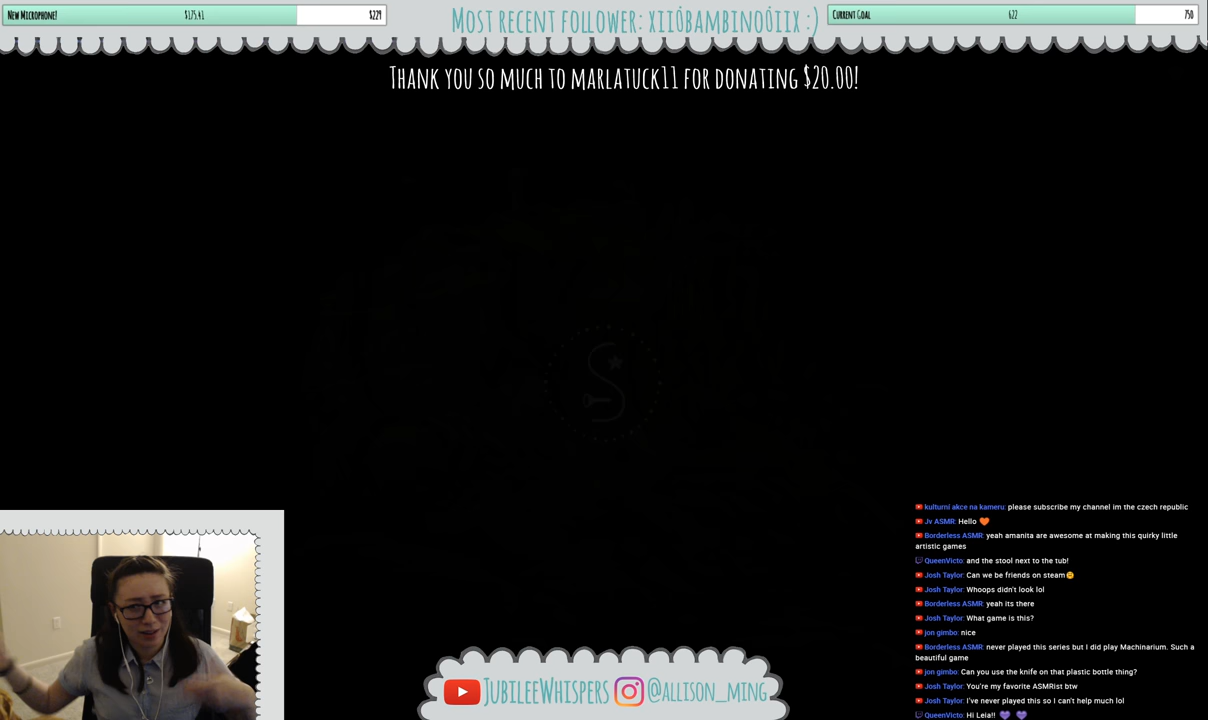 New Microphone! $175.41 $229
Most recent follower: xiiÖbambinoÖiix :)
Current Goal 622 750
Thank you so much to marlatuck11 for donating $20.00!
kulturni akce na kameru: please subscribe my channel im the czech republic
Jv ASMR: Hello 🧡
Borderless ASMR: yeah amanita are awesome at making this quirky little
artistic games
QueenVicto: and the stool next to the tub!
Josh Taylor: Can we be friends on steam
Josh Taylor: Whoops didn't look lol
Borderless ASMR: yeah its there
Josh Taylor: What game is this?
jon gimbo: nice
Borderless ASMR: never played this series but I did play Machinarium. Such a
beautiful game
jon gimbo: Can you use the knife on that plastic bottle thing?
Josh Taylor: You're my favorite ASMRist btw
Josh Taylor: I've never played this so I can't help much lol
QueenVicto: Hi Leia!! 💜 💜
JubileeWhispers @allison_ming